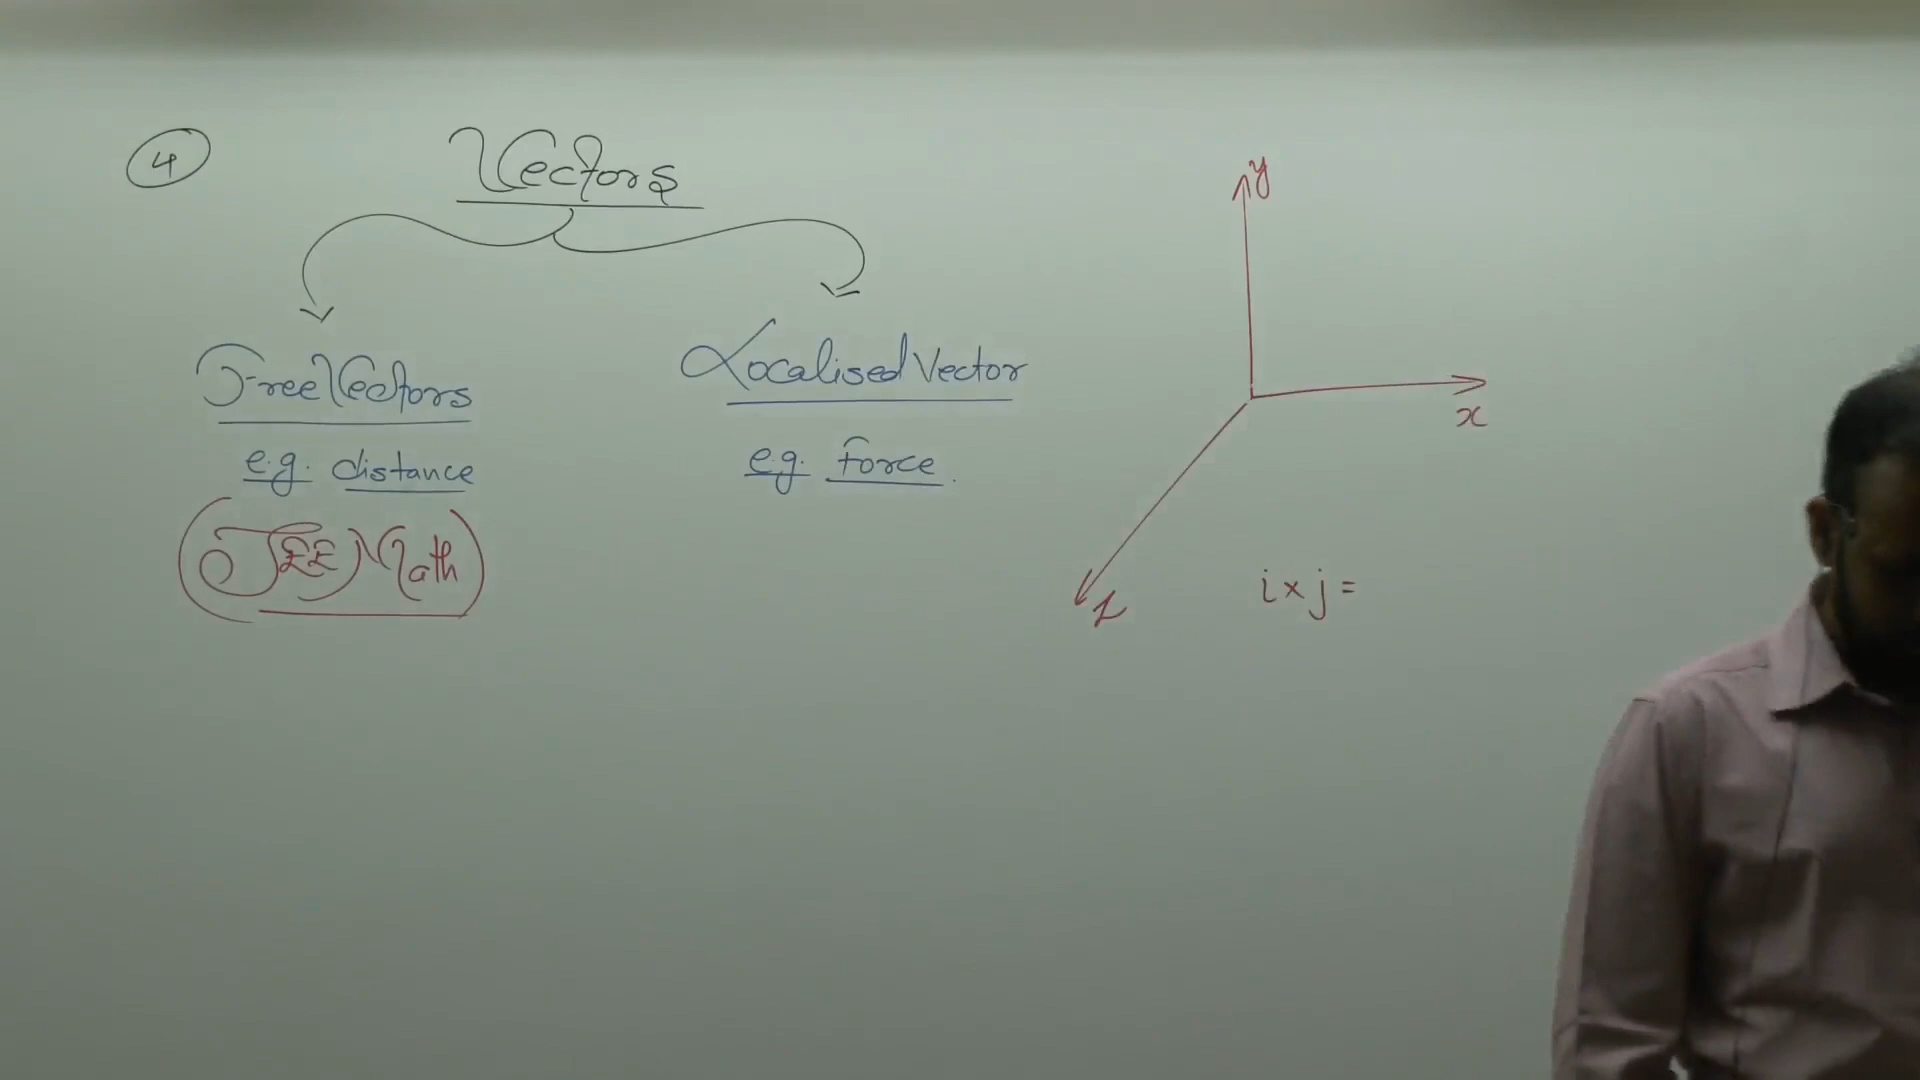 4
Vectors
Free Vectors
e.g. distance
(JEE Math)
Localised Vector
e.g. Force.
y
x
z
i × j =